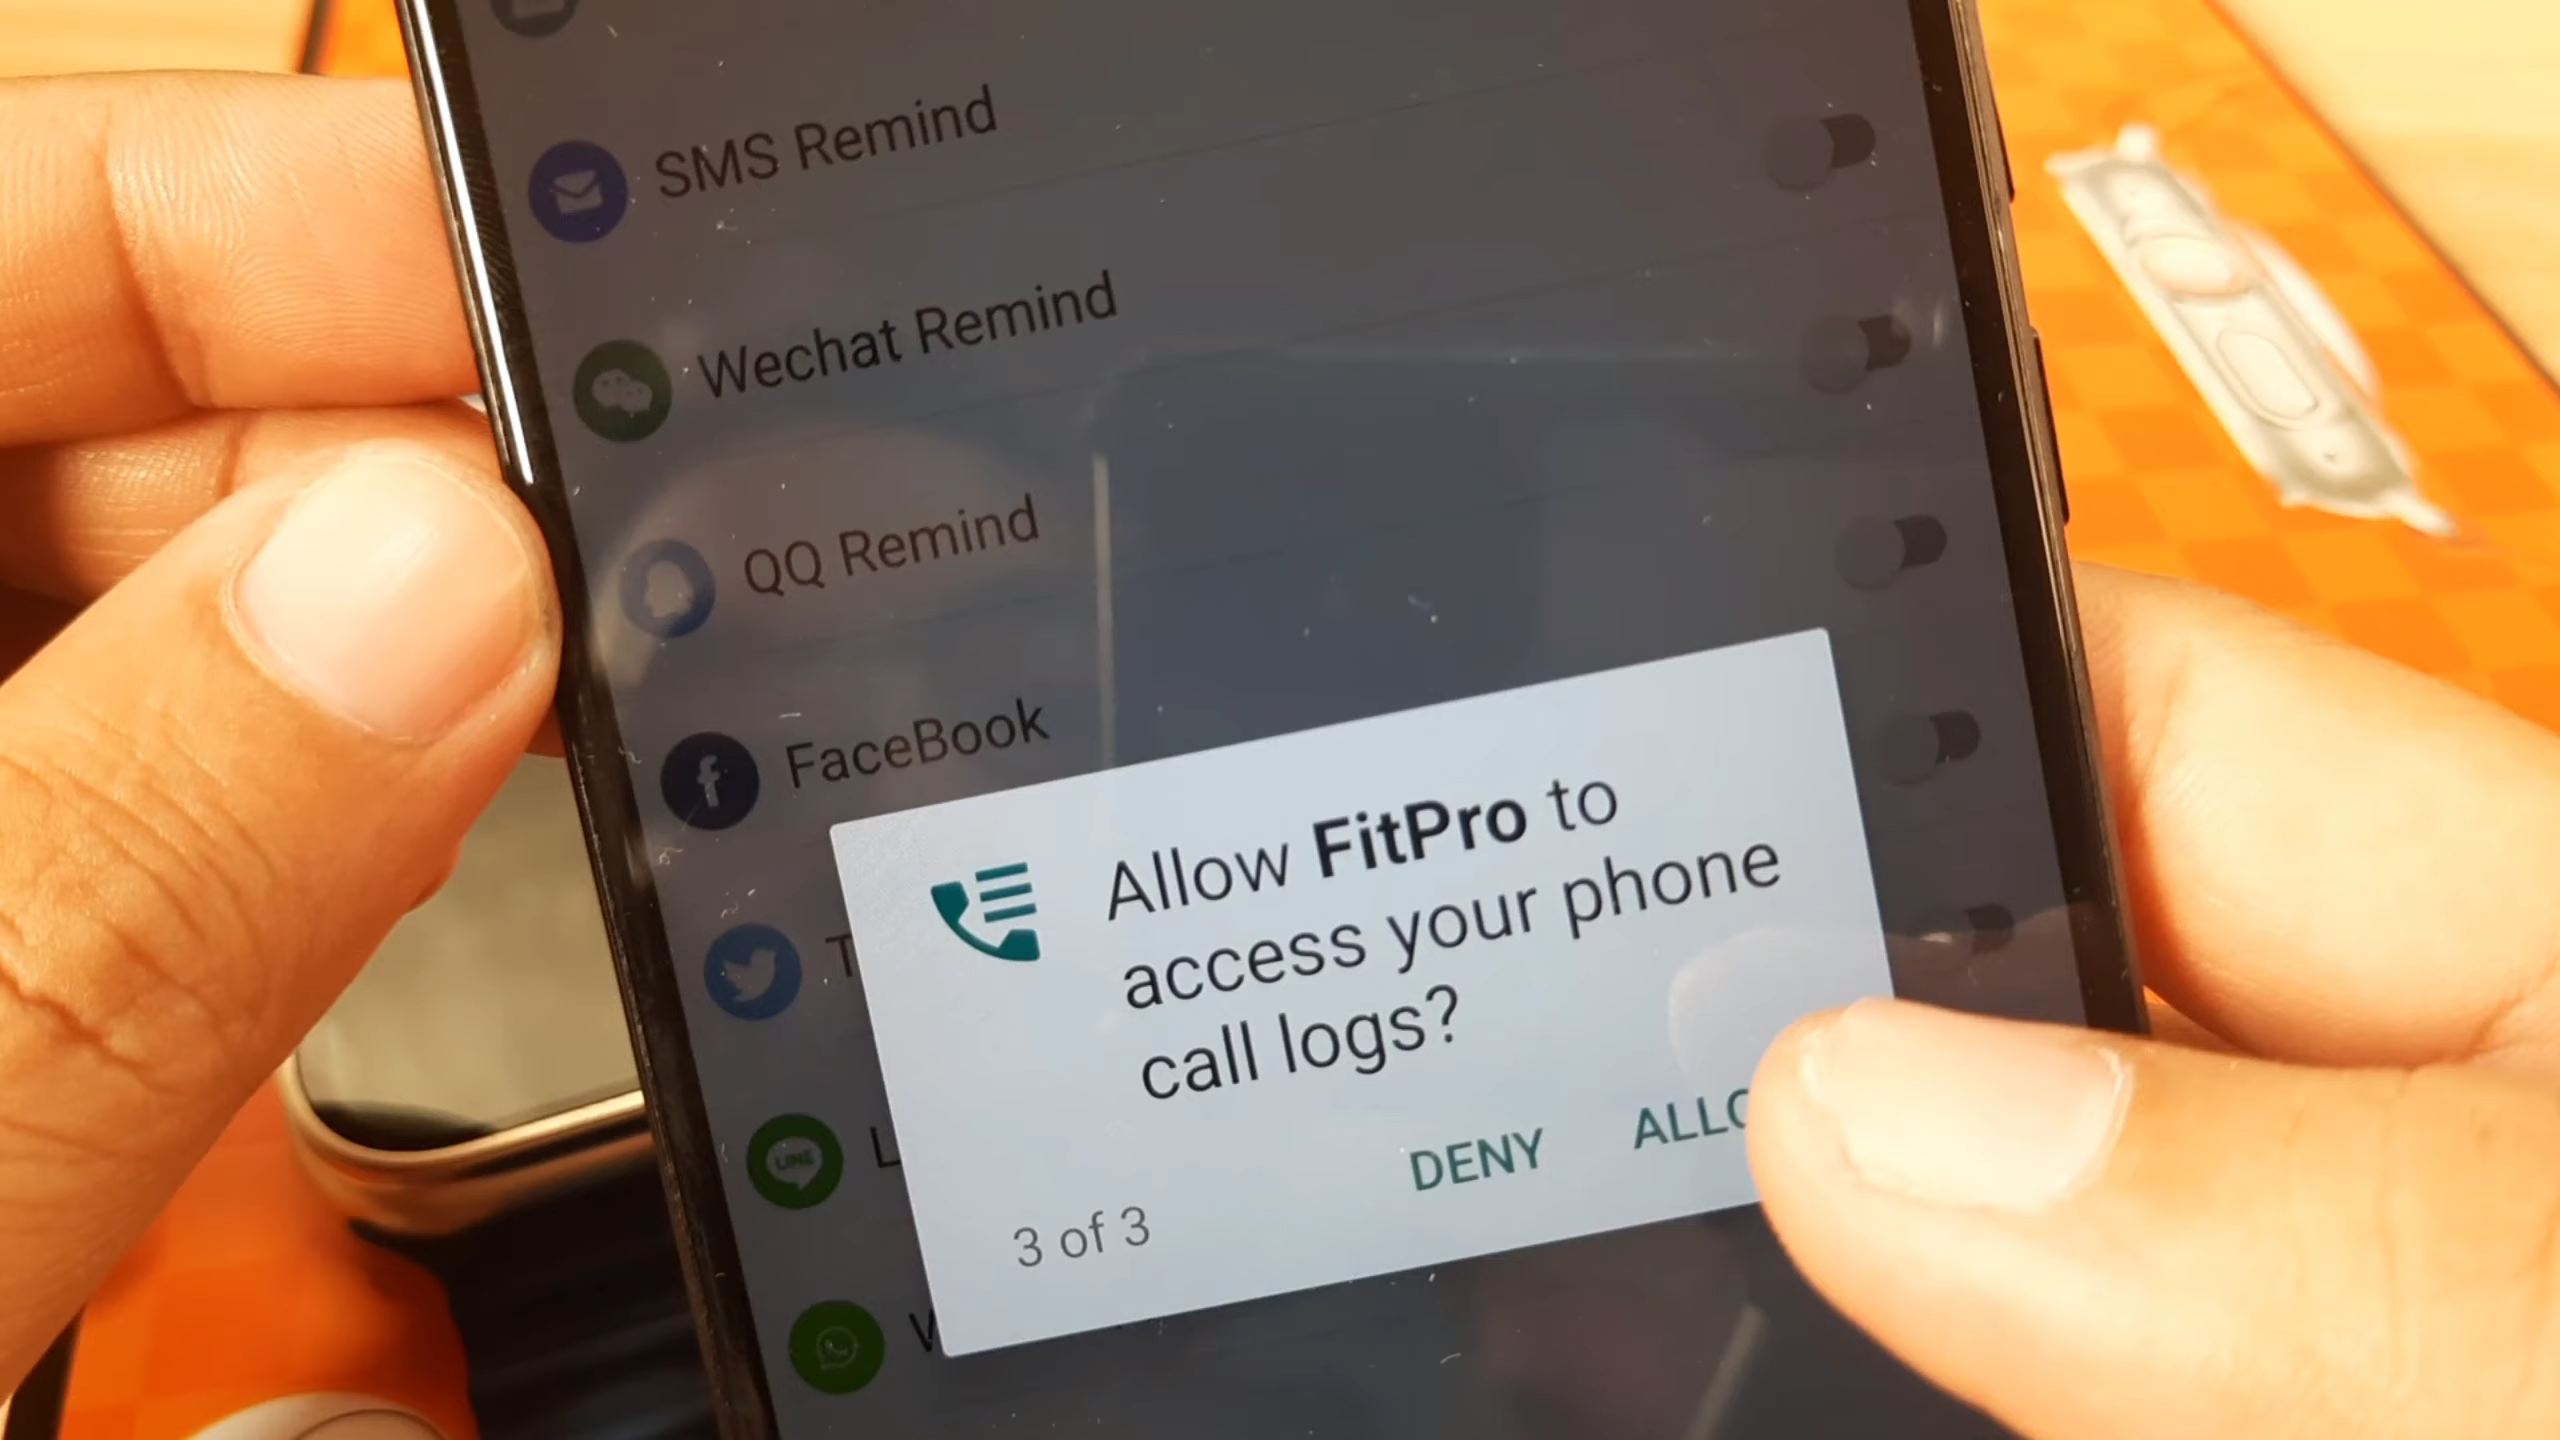 SMS Remind
Wechat Remind
QQ Remind
FaceBook
Allow FitPro to
access your phone
call logs?
DENY
3 of 3
LINE